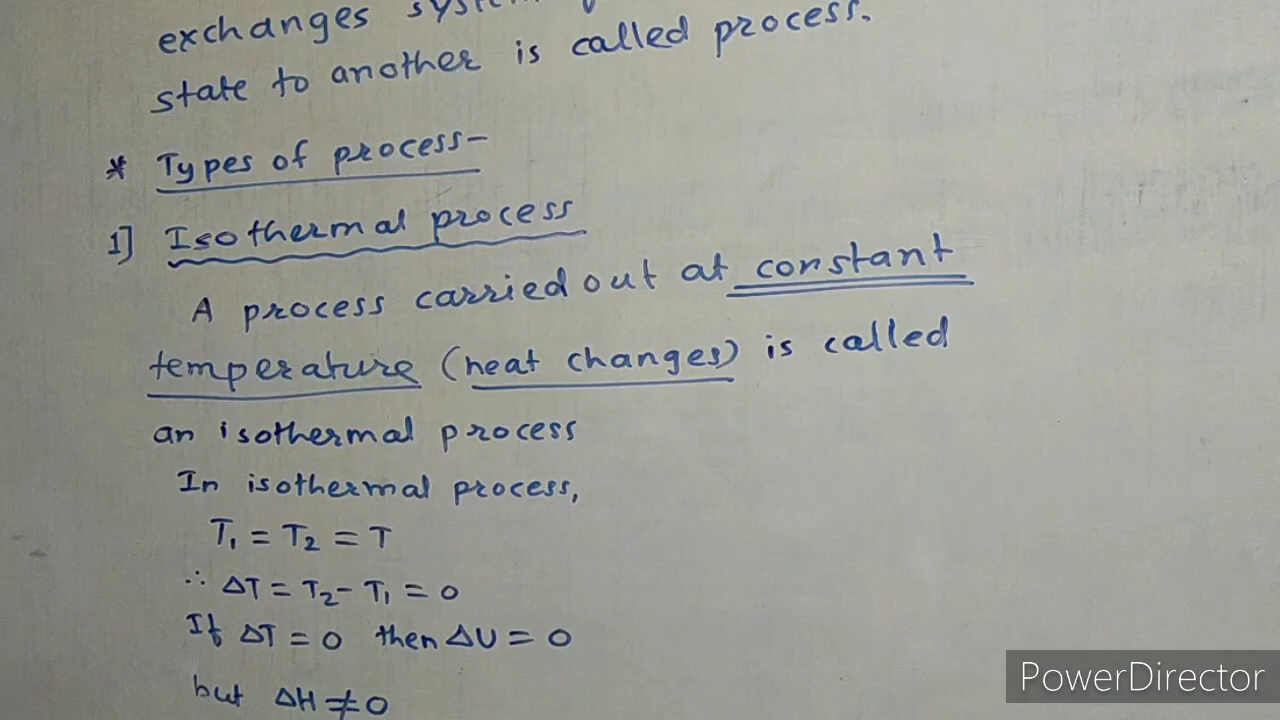 exchanges
state to another is called process.
* Types of process-
1] Isothermal process
A process carried out at constant
temperature (heat changes) is called
an isothermal process
In isothermal process,
T₁ = T₂ = T
∴ ΔT = T₂ - T₁ = 0
If ΔT = 0 then ΔU = 0
but ΔH ≠ 0
PowerDirector